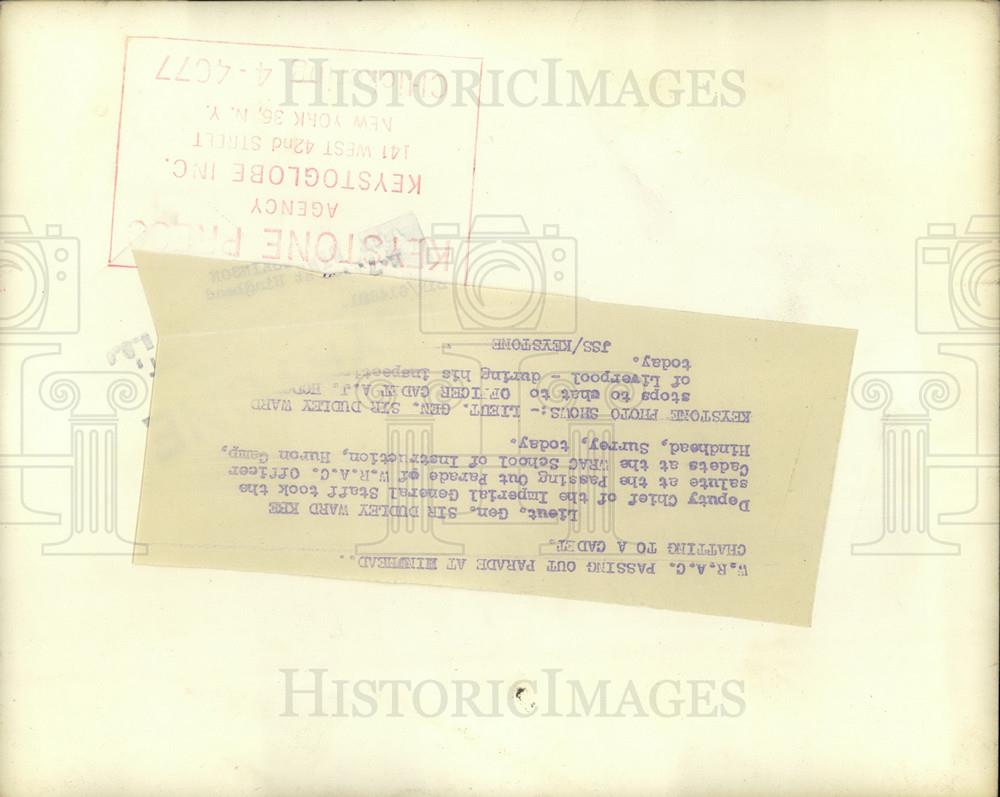 W.R.A.C. PASSING OUT PARADE AT HINDHEAD..
CHATTING TO A CADET.
Lieut, Gen. SIR DUDLEY WARD KBE
Deputy Chief of the Imperial General Staff took the
salute at the Passing Out Parade of W.R.A.C. Officer
Cadets at the WRAC School of Instruction, Huron Camp,
Hindhead, Surrey, today.
KEYSTONE PHOTO SHOWS:- LIEUT. GEN. SIR DUDLEY WARD
stops to chat to OFFICER CADET A.J.
of Liverpool - during his
today.
JSS/KEYSTONE
KEYSTONE PRESS
AGENCY
KEYSTOGLOBE INC.
141 WEST 42nd STREET
NEW YORK 36, N. Y.
4-4077
HISTORICIMAGES
HISTORICIMAGES